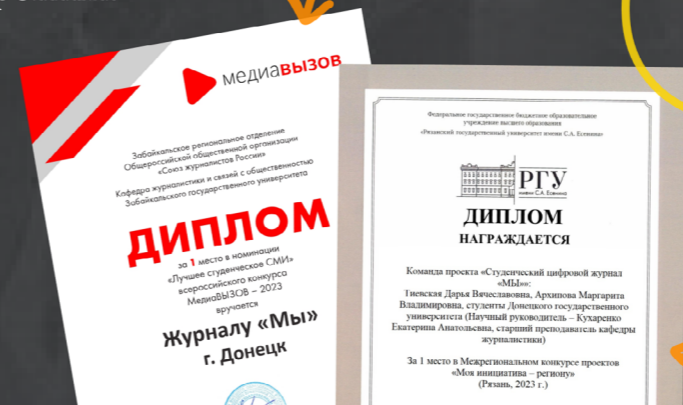 медиавызов
Забайкальское региональное отделение
Общероссийской общественной организации
«Союз журналистов России»
Кафедра журналистики и связей с общественностью
Забайкальского государственного университета
ДИПЛОМ
за 1 место в номинации
«Лучшее студенческое СМИ»
всероссийского конкурса
МедиаВЫЗОВ – 2023
вручается
Журналу «Мы»
г. Донецк
Федеральное государственное бюджетное образовательное
учреждение высшего образования
«Рязанский государственный университет имени С.А. Есенина»
РГУ
имени С.А. Есенина
ДИПЛОМ
НАГРАЖДАЕТСЯ
Команда проекта «Студенческий цифровой журнал
«МЫ»:
Гиевская Дарья Вячеславовна, Архипова Маргарита
Владимировна, студенты Донецкого государственного
университета (Научный руководитель – Кухаренко
Екатерина Анатольевна, старший преподаватель кафедры
журналистики)
За 1 место в Межрегиональном конкурсе проектов
«Моя инициатива – региону»
(Рязань, 2023 г.)